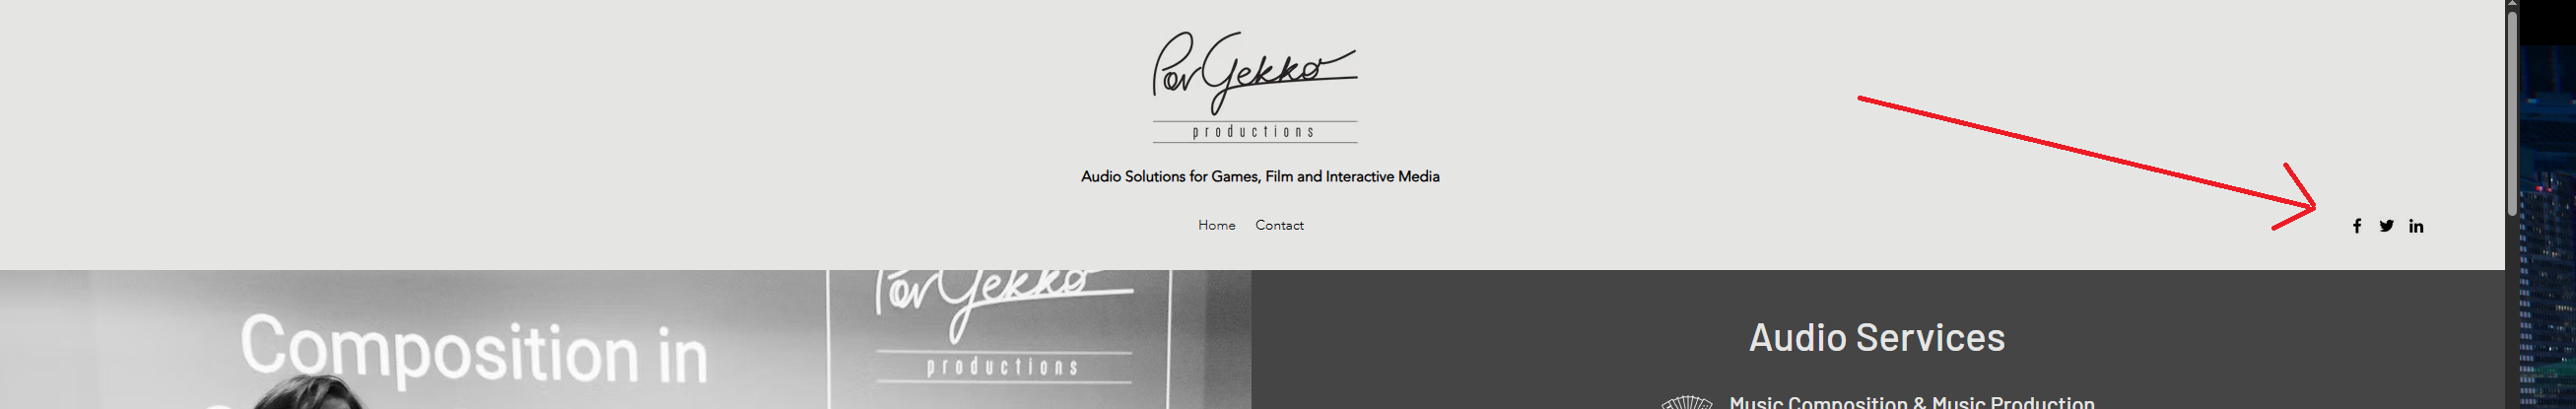 Per Gekko
productions
Audio Solutions for Games, Film and Interactive Media
Home Contact
f in
Composition in
Per Gekko
productions
Audio Services
Music Composition & Music Production